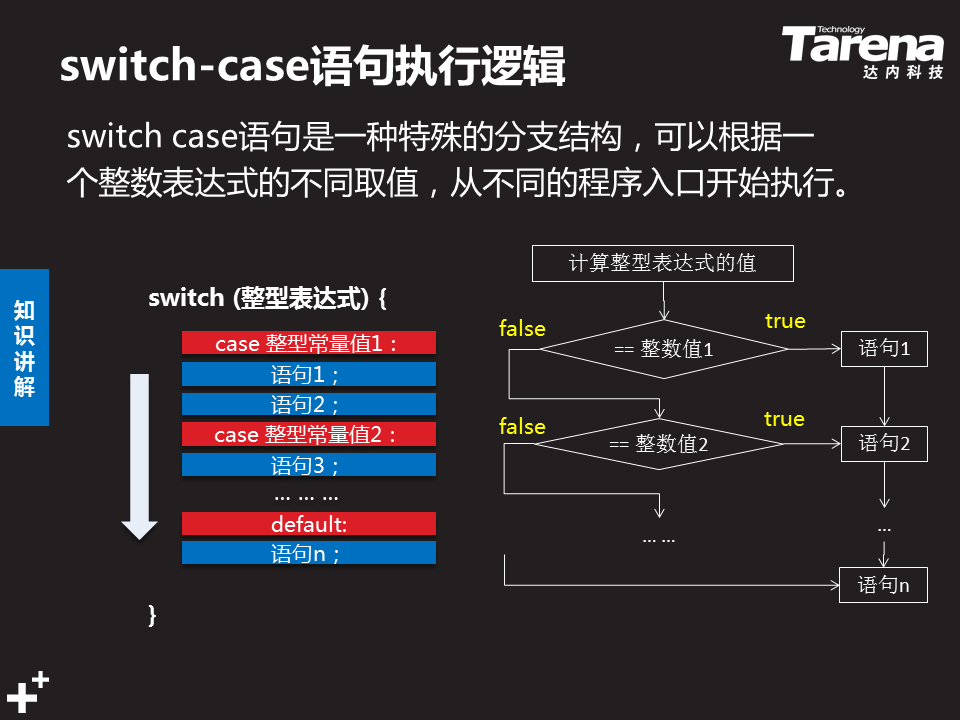 switch-case语句执行逻辑
Technology
Tarena
达内科技
switch case语句是一种特殊的分支结构，可以根据一
个整数表达式的不同取值，从不同的程序入口开始执行。
知识讲解
switch (整型表达式) {
case 整型常量值1：
语句1；
语句2；
case 整型常量值2：
语句3；
... ... ...
default:
语句n；
}
计算整型表达式的值
false
== 整数值1
true
语句1
false
== 整数值2
true
语句2
... ...
...
语句n